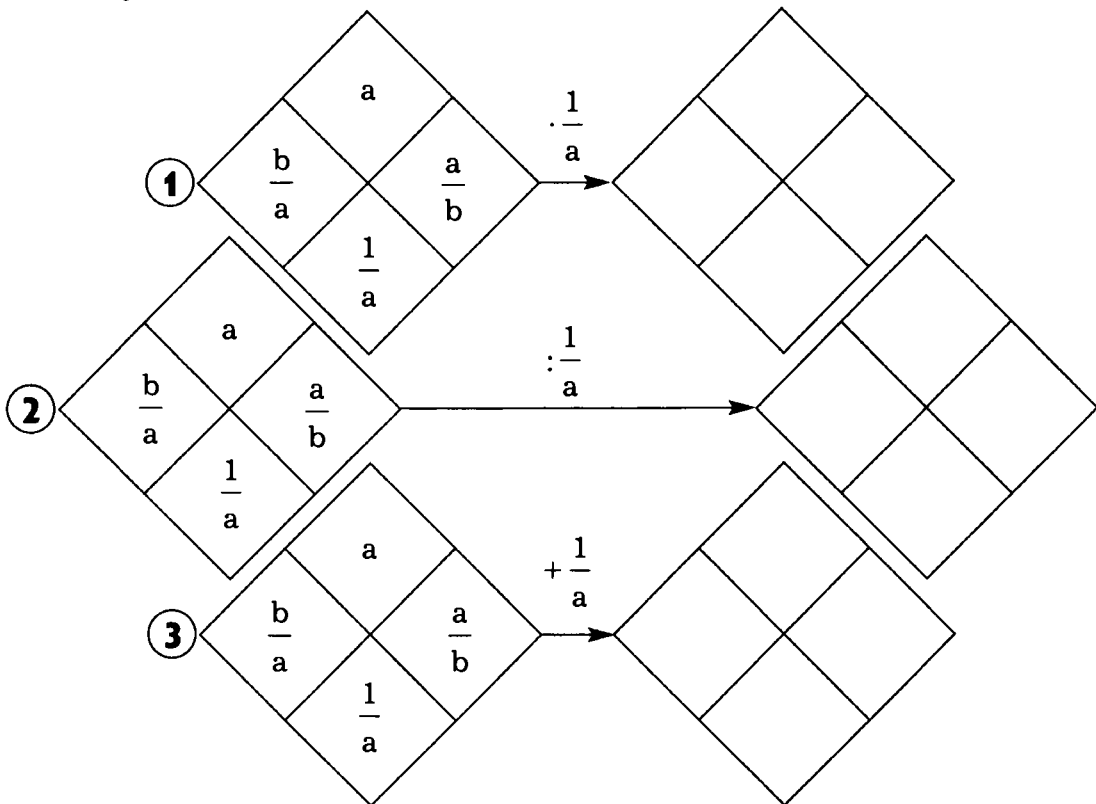 a
b/a a/b
1/a
① · 1/a
a
b/a a/b
1/a
② : 1/a
a
b/a a/b
1/a
③ + 1/a